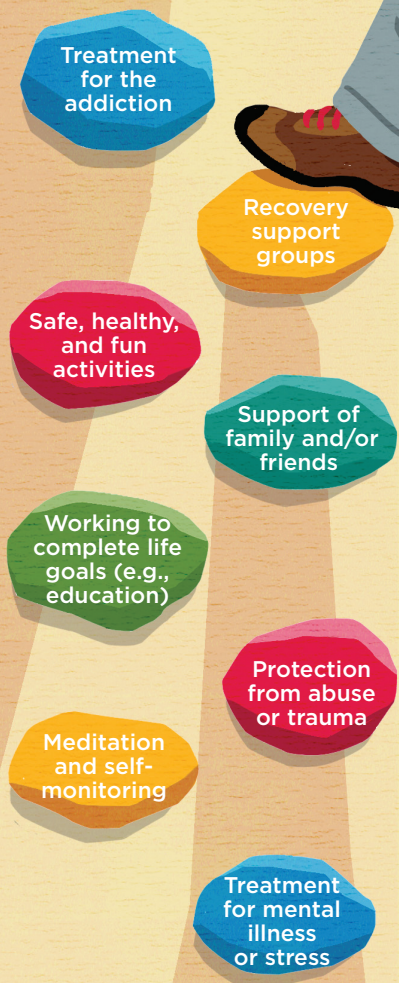 Treatment
for the
addiction
Recovery
support
groups
Safe, healthy,
and fun
activities
Support of
family and/or
friends
Working to
complete life
goals (e.g.,
education)
Protection
from abuse
or trauma
Meditation
and self-
monitoring
Treatment
for mental
illness
or stress